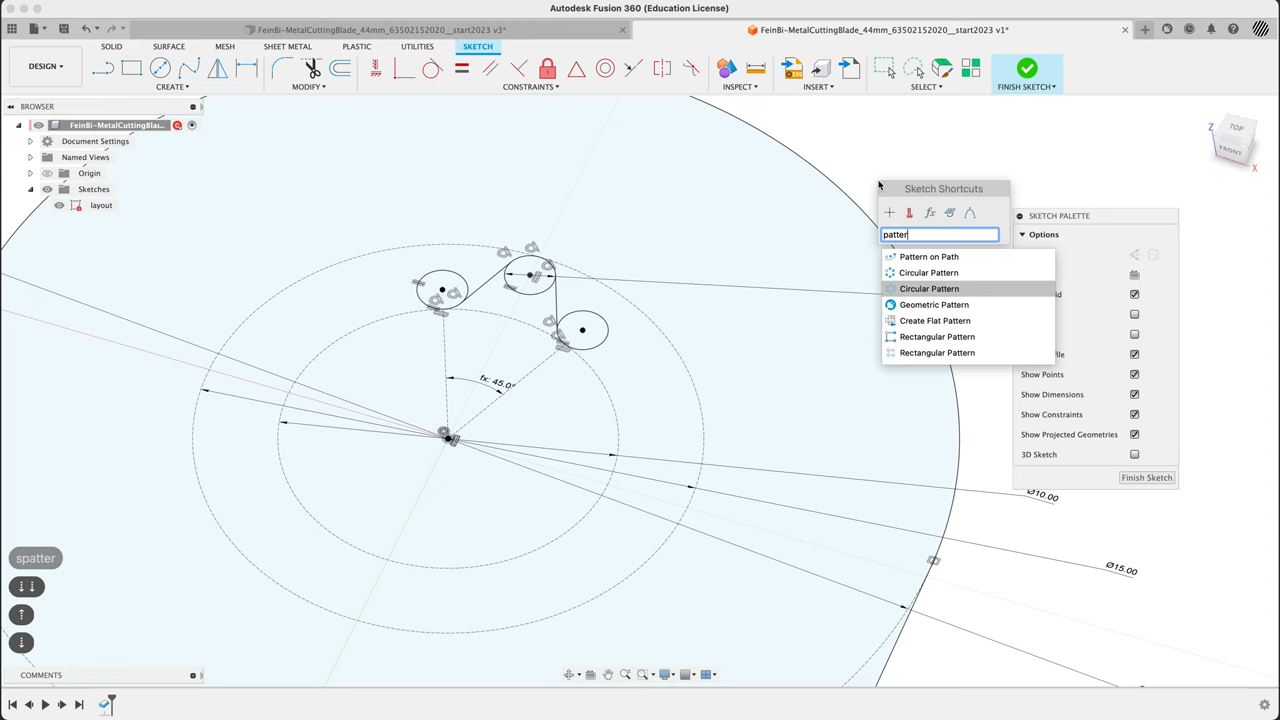 Autodesk Fusion 360 (Education License)
FeinBi-MetalCuttingBlade_44mm_63502152020__start2023 v3*
FeinBi-MetalCuttingBlade_44mm_63502152020__start2023 v1*
SOLID SURFACE MESH SHEET METAL PLASTIC UTILITIES SKETCH
DESIGN
CREATE MODIFY CONSTRAINTS INSPECT INSERT SELECT FINISH SKETCH
BROWSER
FeinBi-MetalCuttingBla...
Document Settings
Named Views
Origin
Sketches
layout
TOP
FRONT
Z
X
Sketch Shortcuts
fx
patter
Pattern on Path
Circular Pattern
Circular Pattern
Geometric Pattern
Create Flat Pattern
Rectangular Pattern
Rectangular Pattern
SKETCH PALETTE
Options
Show Points
Show Dimensions
Show Constraints
Show Projected Geometries
3D Sketch
Finish Sketch
fx: 45.0°
Ø10.00
Ø15.00
spatter
COMMENTS